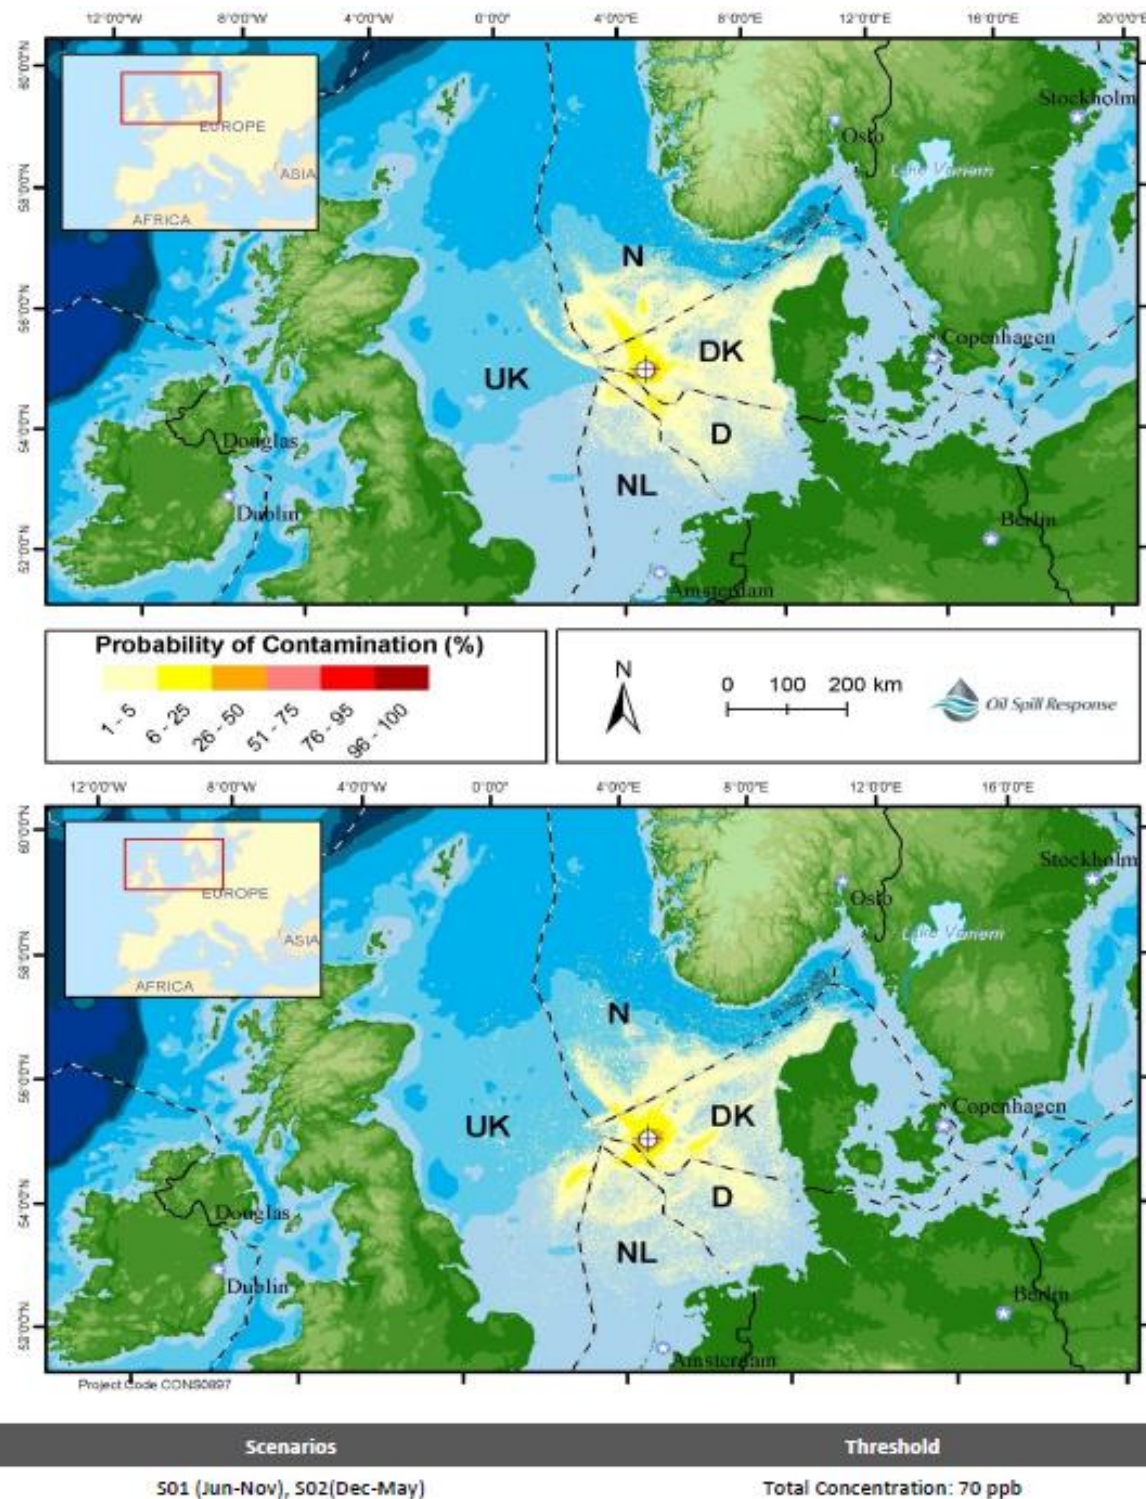 12°0'0"W 8°0'0"W 4°0'0"W 0°0'0" 4°0'0"E 8°0'0"E 12°0'0"E 16°0'0"E 20°0'0"E
60°0'0"N
58°0'0"N
56°0'0"N
54°0'0"N
52°0'0"N
EUROPE
ASIA
AFRICA
Stockholm
Oslo
Lake Vanern
N
Copenhagen
DK
UK
D
Douglas
NL
Dublin
Berlin
Amsterdam
Probability of Contamination (%)
1 - 5
6 - 25
26 - 50
51 - 75
76 - 95
96 - 100
N
0 100 200 km
Oil Spill Response
12°0'0"W 8°0'0"W 4°0'0"W 0°0'0" 4°0'0"E 8°0'0"E 12°0'0"E 16°0'0"E
60°0'0"N
58°0'0"N
56°0'0"N
54°0'0"N
52°0'0"N
EUROPE
ASIA
AFRICA
Stockholm
Oslo
Lake Vanern
N
Copenhagen
DK
UK
D
Douglas
NL
Dublin
Berlin
Amsterdam
Project Code CONS0897
Scenarios Threshold
S01 (Jun-Nov), S02(Dec-May) Total Concentration: 70 ppb